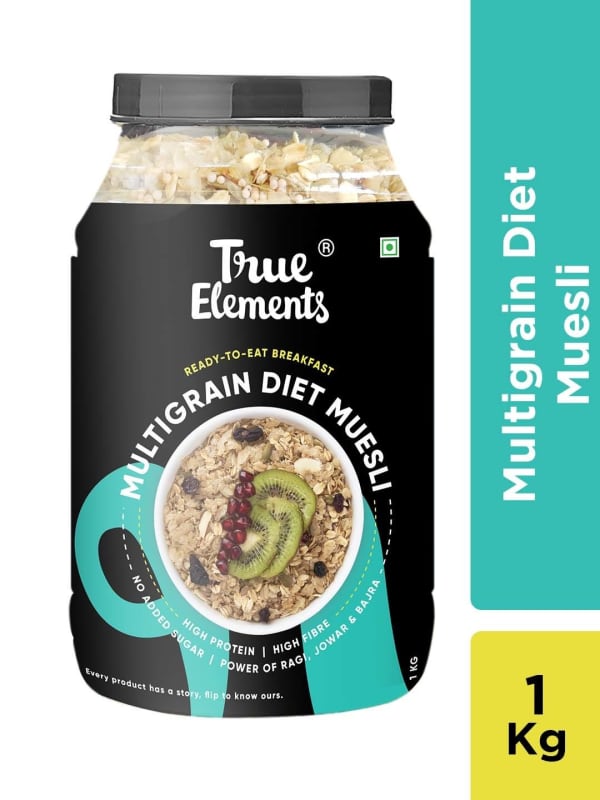 True ®
Elements
READY-TO-EAT BREAKFAST
MULTIGRAIN DIET MUESLI
NO ADDED SUGAR | POWER OF RAGI, JOWAR & BAJRA
HIGH PROTEIN | HIGH FIBRE
Every product has a story, flip to know ours.
1 KG
Multigrain Diet
Muesli
1
Kg